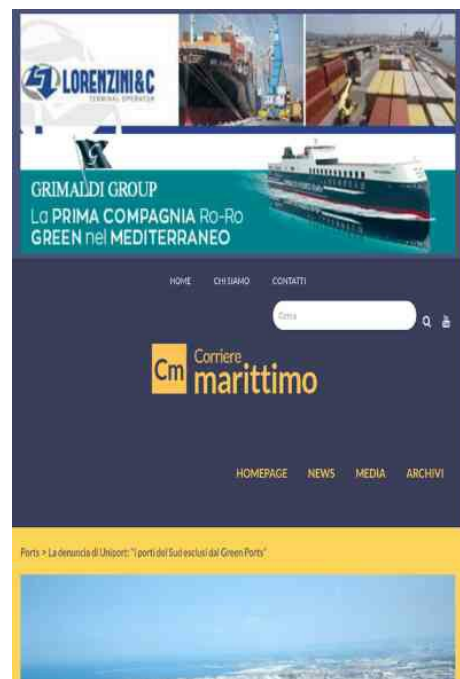 LORENZINI&C
TERMINAL OPERATOR
GRIMALDI GROUP
La PRIMA COMPAGNIA Ro-Ro
GREEN nel MEDITERRANEO
HOME CHI SIAMO CONTATTI
Cerca
Cm Corriere
marittimo
HOMEPAGE NEWS MEDIA ARCHIVI
Ports > La denuncia di Uniport: "I porti del Sud esclusi dal Green Ports"